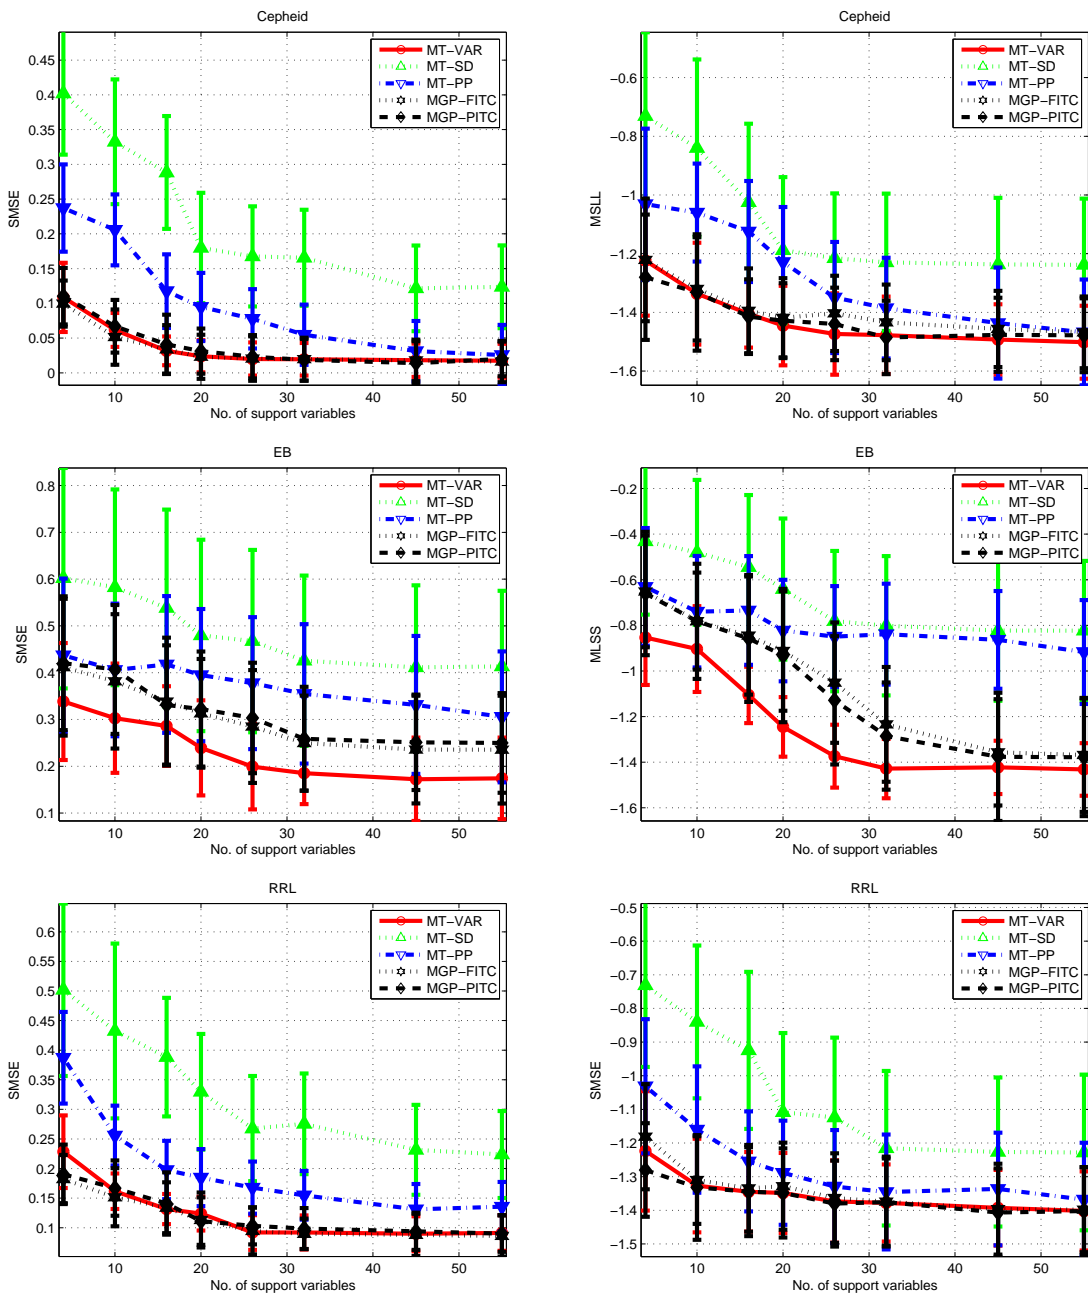 Cepheid
0.45
0.4
0.35
0.3
0.25
0.2
0.15
0.1
0.05
0
SMSE
10 20 30 40 50
No. of support variables
MT−VAR
MT−SD
MT−PP
MGP−FITC
MGP−PITC
Cepheid
−0.6
−0.8
−1
−1.2
−1.4
−1.6
MSLL
10 20 30 40 50
No. of support variables
MT−VAR
MT−SD
MT−PP
MGP−FITC
MGP−PITC
EB
0.8
0.7
0.6
0.5
0.4
0.3
0.2
0.1
SMSE
10 20 30 40 50
No. of support variables
MT−VAR
MT−SD
MT−PP
MGP−FITC
MGP−PITC
EB
−0.2
−0.4
−0.6
−0.8
−1
−1.2
−1.4
−1.6
MLSS
10 20 30 40 50
No. of support variables
MT−VAR
MT−SD
MT−PP
MGP−FITC
MGP−PITC
RRL
0.6
0.55
0.5
0.45
0.4
0.35
0.3
0.25
0.2
0.15
0.1
SMSE
10 20 30 40 50
No. of support variables
MT−VAR
MT−SD
MT−PP
MGP−FITC
MGP−PITC
RRL
−0.5
−0.6
−0.7
−0.8
−0.9
−1
−1.1
−1.2
−1.3
−1.4
−1.5
SMSE
10 20 30 40 50
No. of support variables
MT−VAR
MT−SD
MT−PP
MGP−FITC
MGP−PITC